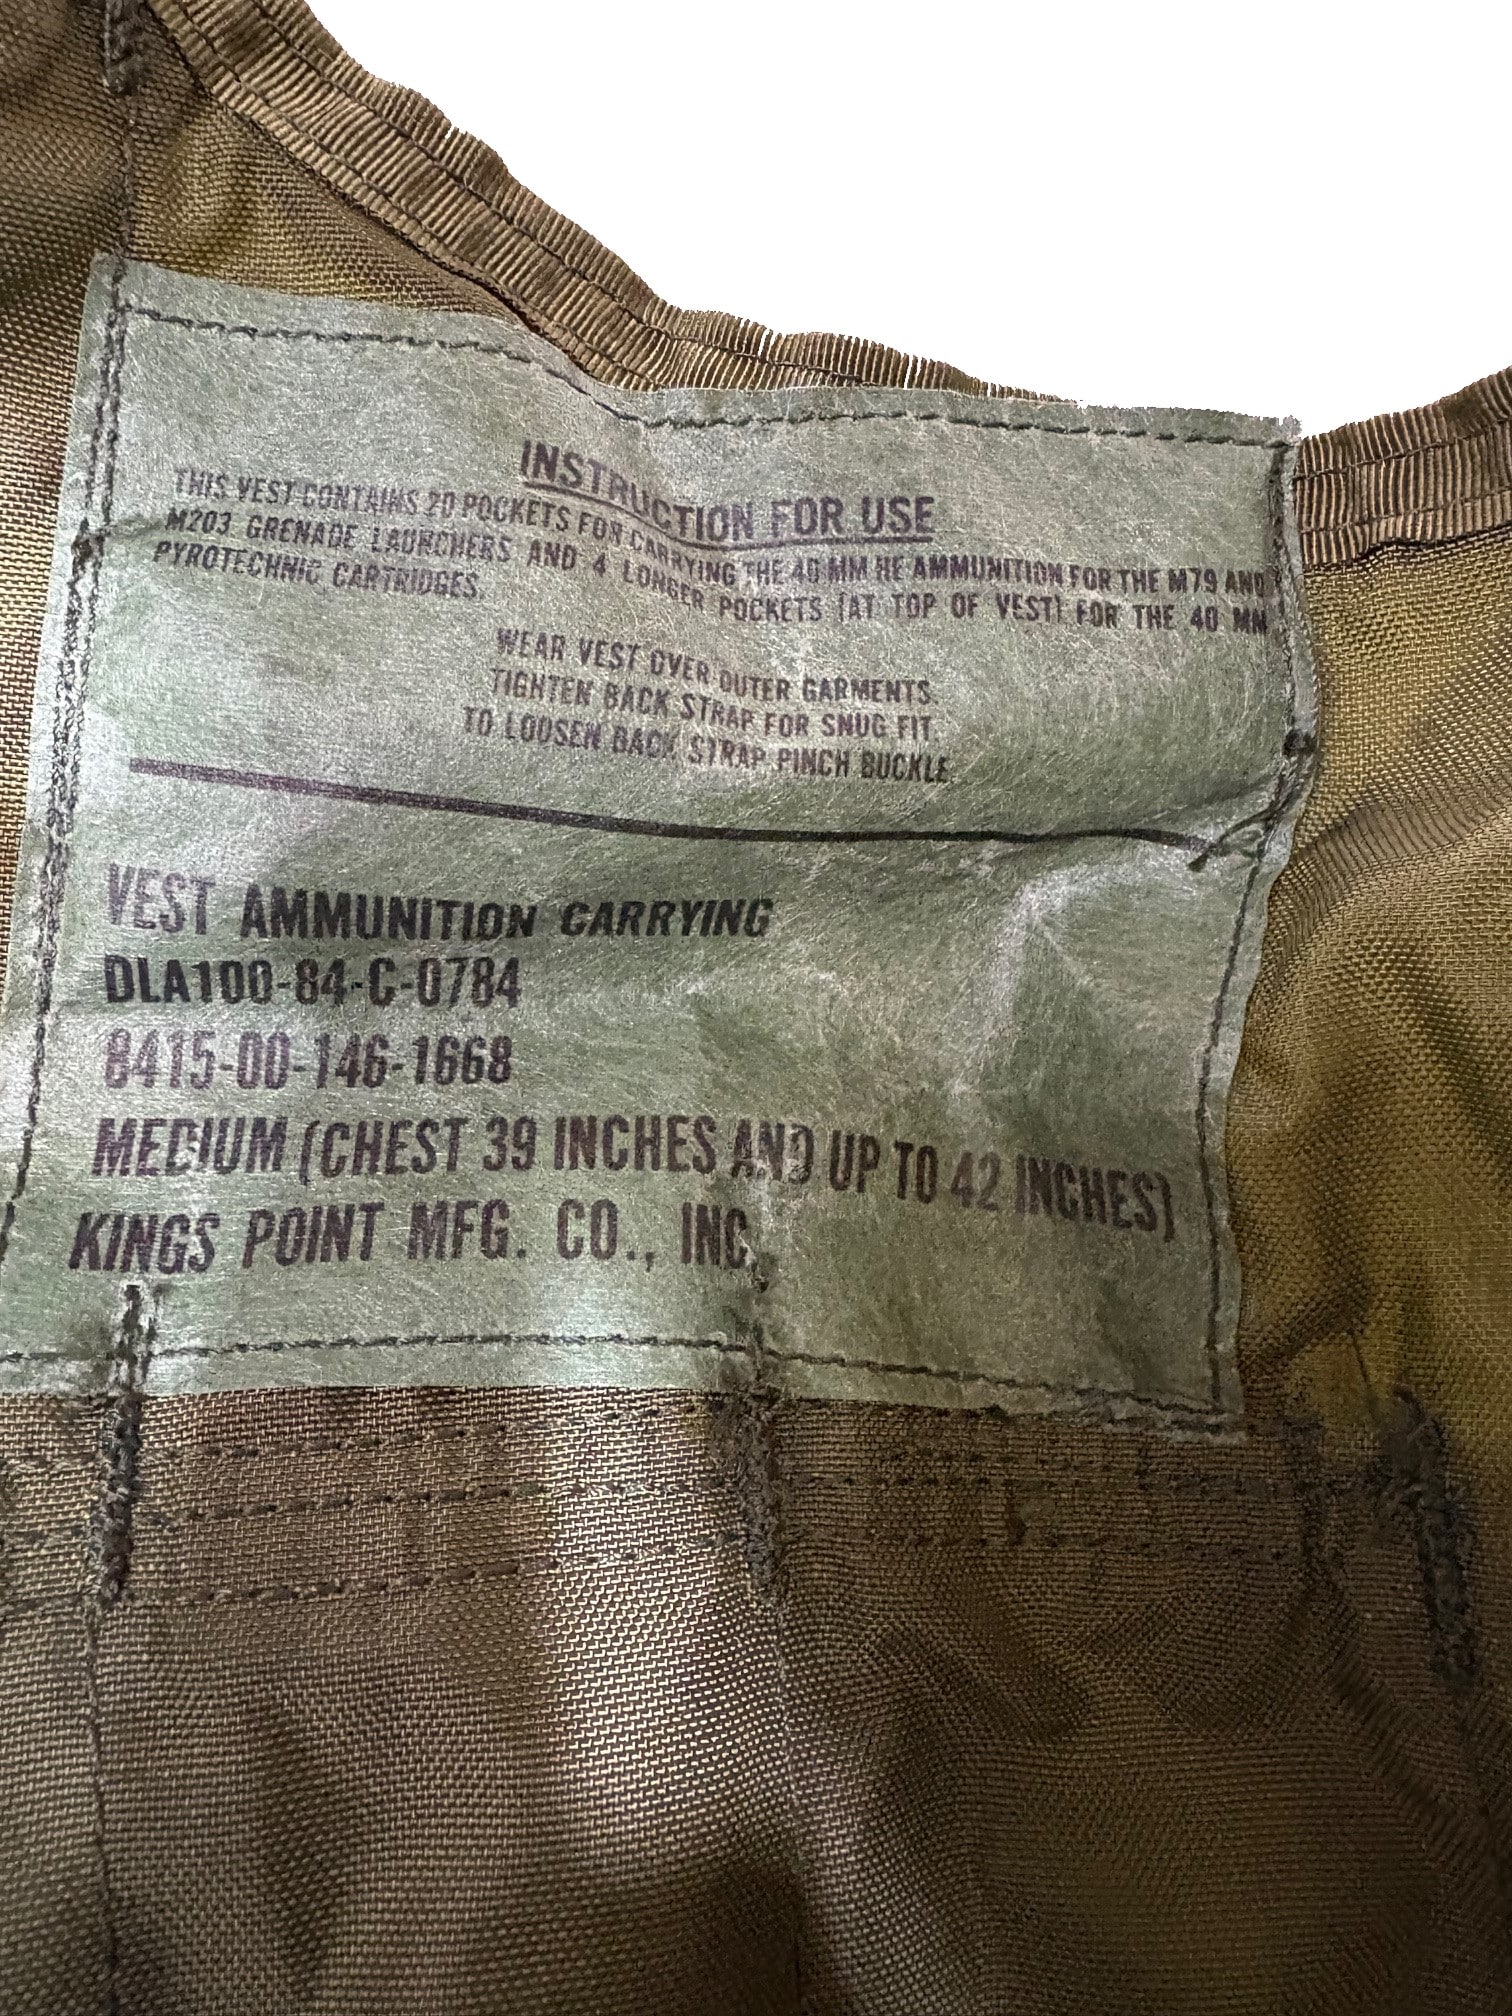 INSTRUCTION FOR USE
THIS VEST CONTAINS 20 POCKETS FOR CARRYING THE 40 MM HE AMMUNITION FOR THE M79 AND
M203 GRENADE LAUNCHERS AND 4 LONGER POCKETS (AT TOP OF VEST) FOR THE 40 MM
PYROTECHNIC CARTRIDGES.
WEAR VEST OVER OUTER GARMENTS
TIGHTEN BACK STRAP FOR SNUG FIT.
TO LOOSEN BACK STRAP PINCH BUCKLE
VEST AMMUNITION CARRYING
DLA100-84-C-0784
8415-00-146-1668
MEDIUM (CHEST 39 INCHES AND UP TO 42 INCHES)
KINGS POINT MFG. CO., INC.